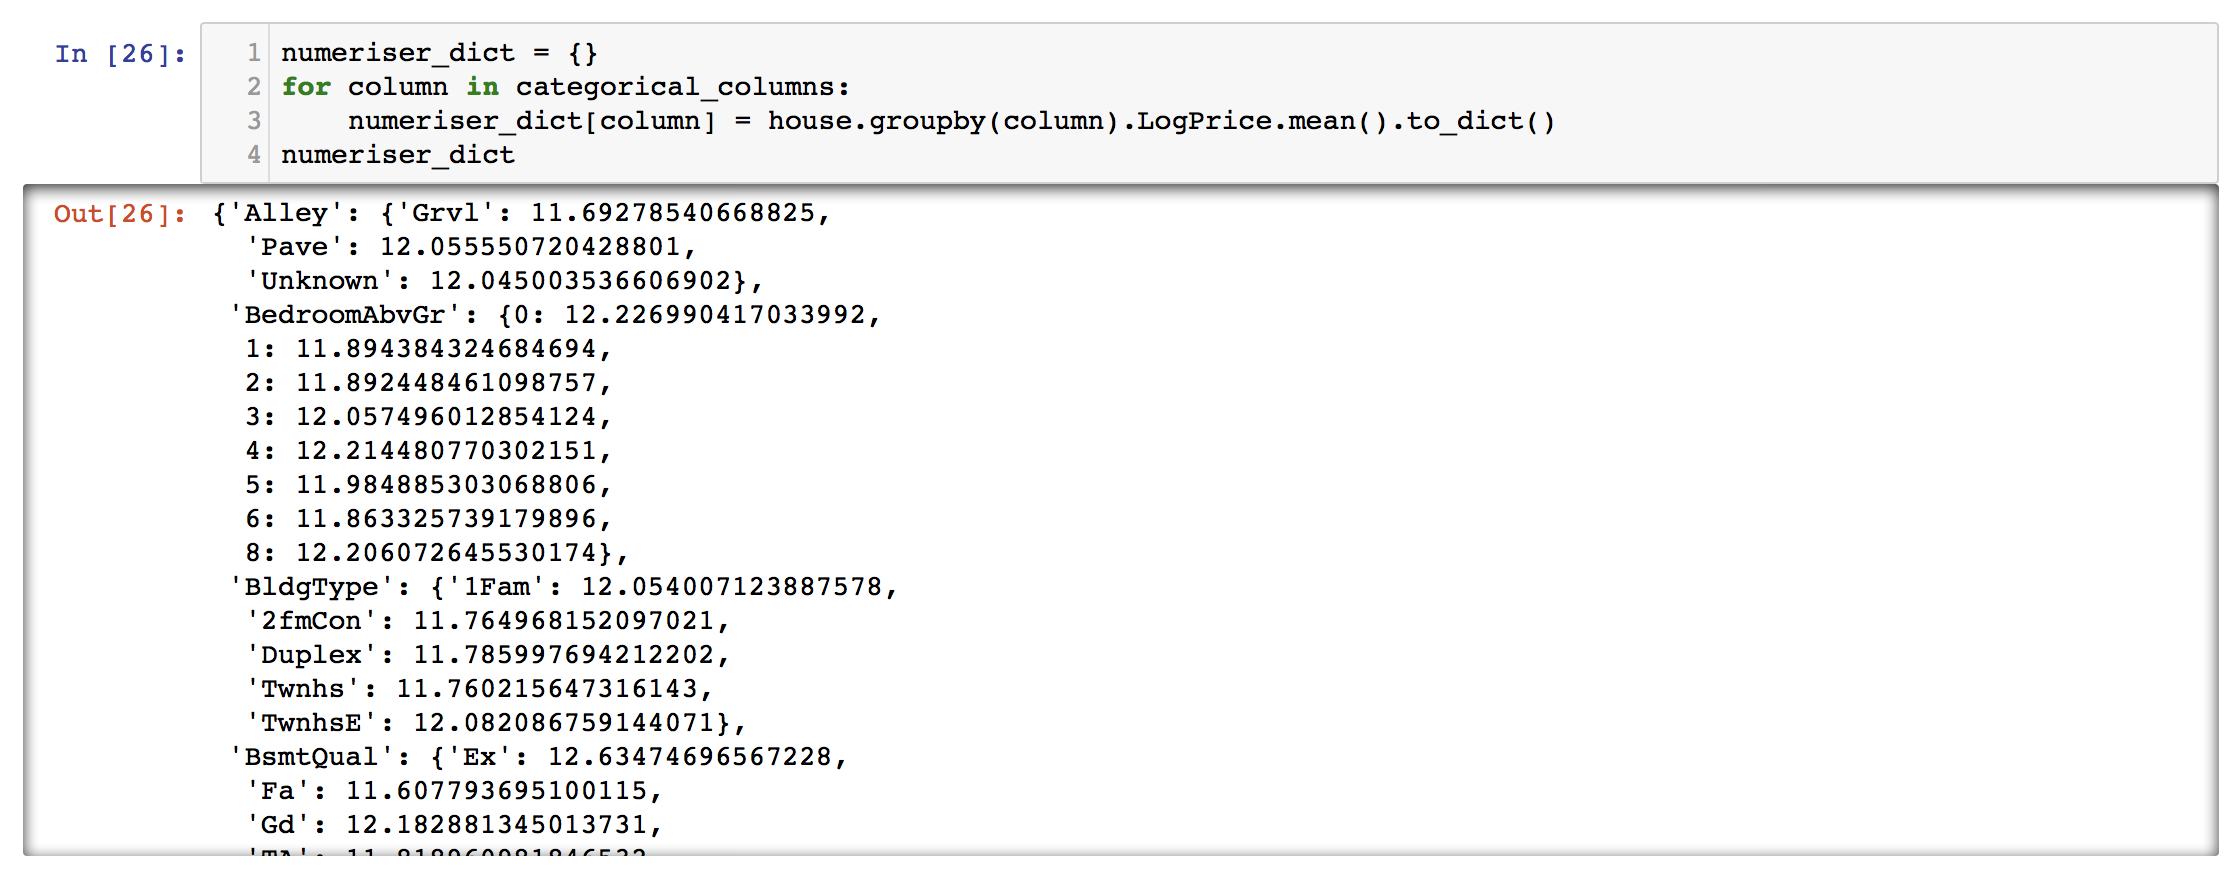 In [26]:
1 numeriser_dict = {}
2 for column in categorical_columns:
3     numeriser_dict[column] = house.groupby(column).LogPrice.mean().to_dict()
4 numeriser_dict
Out[26]: {'Alley': {'Grvl': 11.69278540668825,
'Pave': 12.055550720428801,
'Unknown': 12.045003536606902},
'BedroomAbvGr': {0: 12.226990417033992,
1: 11.894384324684694,
2: 11.892448461098757,
3: 12.057496012854124,
4: 12.214480770302151,
5: 11.984885303068806,
6: 11.863325739179896,
8: 12.206072645530174},
'BldgType': {'1Fam': 12.054007123887578,
'2fmCon': 11.764968152097021,
'Duplex': 11.785997694212202,
'Twnhs': 11.760215647316143,
'TwnhsE': 12.082086759144071},
'BsmtQual': {'Ex': 12.63474696567228,
'Fa': 11.607793695100115,
'Gd': 12.182881345013731,
'TA':